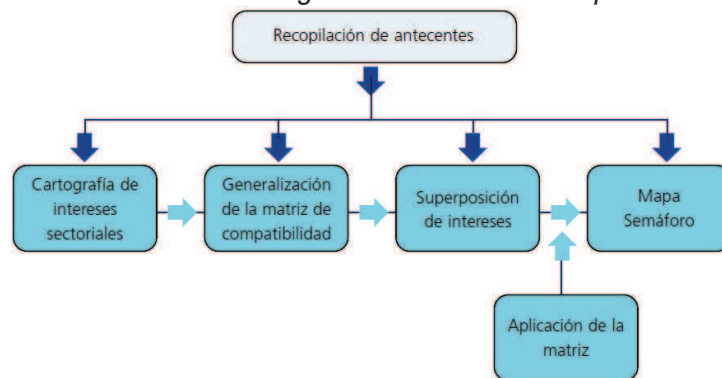 Recopilación de antecentes
Cartografía de
intereses
sectoriales
Generalización
de la matriz de
compatibilidad
Superposición
de intereses
Mapa
Semáforo
Aplicación de la
matriz